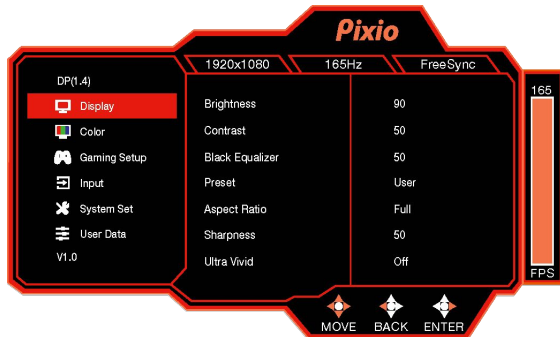 Pixio
1920x1080 165Hz FreeSync
DP(1.4)
Display
Color
Gaming Setup
Input
System Set
User Data
V1.0
Brightness 90
Contrast 50
Black Equalizer 50
Preset User
Aspect Ratio Full
Sharpness 50
Ultra Vivid Off
165
FPS
MOVE BACK ENTER